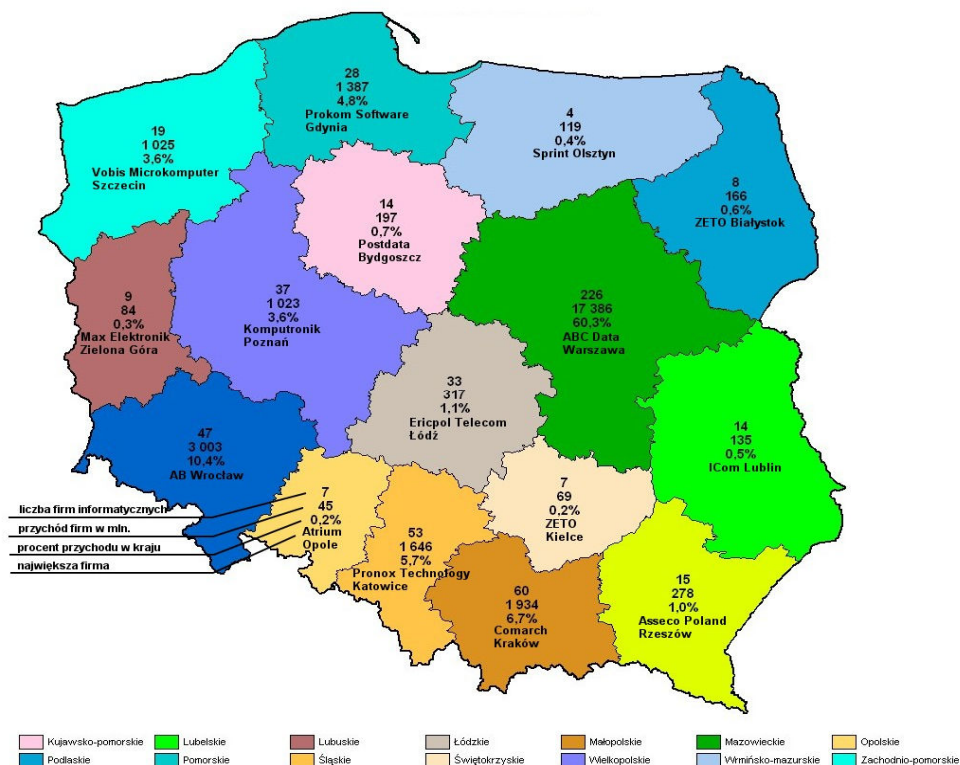 28
1 387
4,8%
Prokom Software
Gdynia
19
1 025
3,6%
Vobis Microkomputer
Szczecin
4
119
0,4%
Sprint Olsztyn
8
166
0,6%
ZETO Białystok
14
197
0,7%
Postdata
Bydgoszcz
9
84
0,3%
Max Elektronik
Zielona Góra
37
1 023
3,6%
Komputronik
Poznań
226
17 386
60,3%
ABC Data
Warszawa
33
317
1,1%
Ericpol Telecom
Łódź
14
135
0,5%
ICom Lublin
47
3 003
10,4%
AB Wrocław
7
45
0,2%
Atrium
Opole
liczba firm informatycznych
przychód firm w mln.
procent przychodu w kraju
największa firma
53
1 646
5,7%
Pronox Technology
Katowice
7
69
0,2%
ZETO
Kielce
60
1 934
6,7%
Comarch
Kraków
15
278
1,0%
Asseco Poland
Rzeszów
Kujawsko-pomorskie Lubelskie Lubuskie Łódzkie Małopolskie Mazowieckie Opolskie
Podlaskie Pomorskie Śląskie Świętokrzyskie Wielkopolskie Wrmińsko-mazurskie Zachodnio-pomorskie